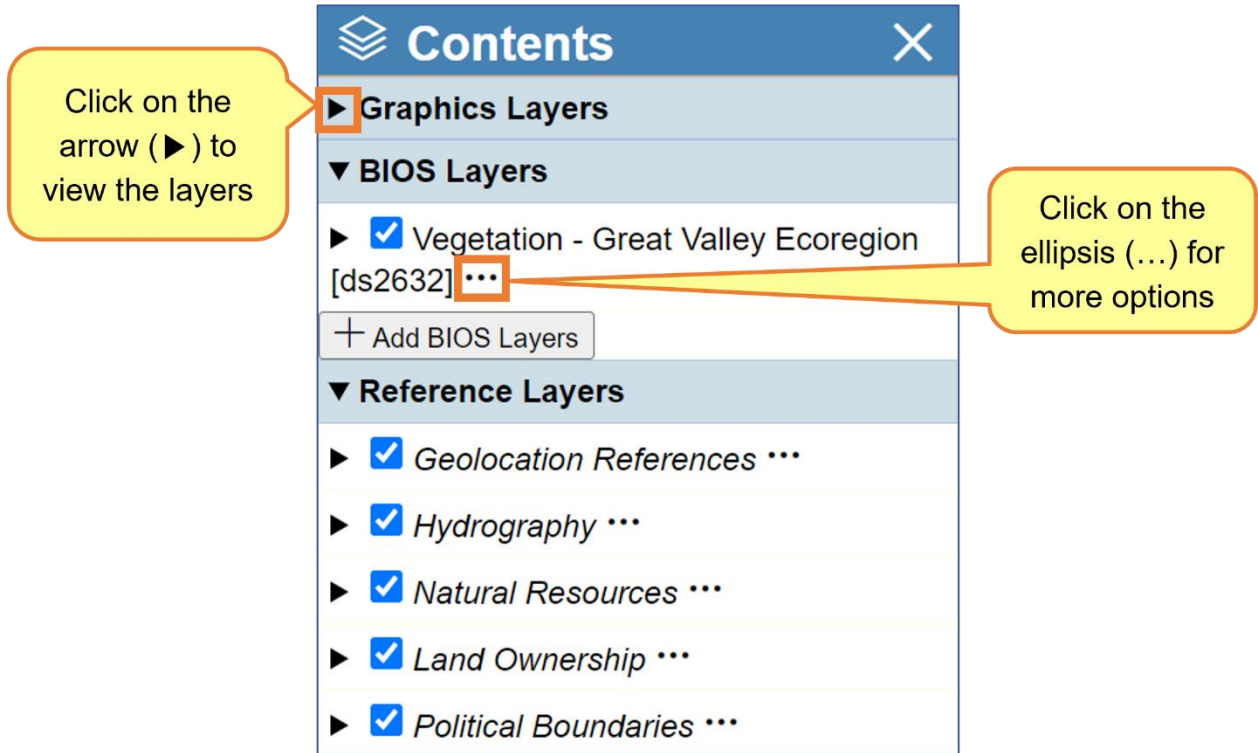 Contents
Click on the
arrow (▶) to
view the layers
▶ Graphics Layers
▼ BIOS Layers
▶ Vegetation - Great Valley Ecoregion
[ds2632] •••
Click on the
ellipsis (…) for
more options
+ Add BIOS Layers
▼ Reference Layers
▶ Geolocation References •••
▶ Hydrography •••
▶ Natural Resources •••
▶ Land Ownership •••
▶ Political Boundaries •••